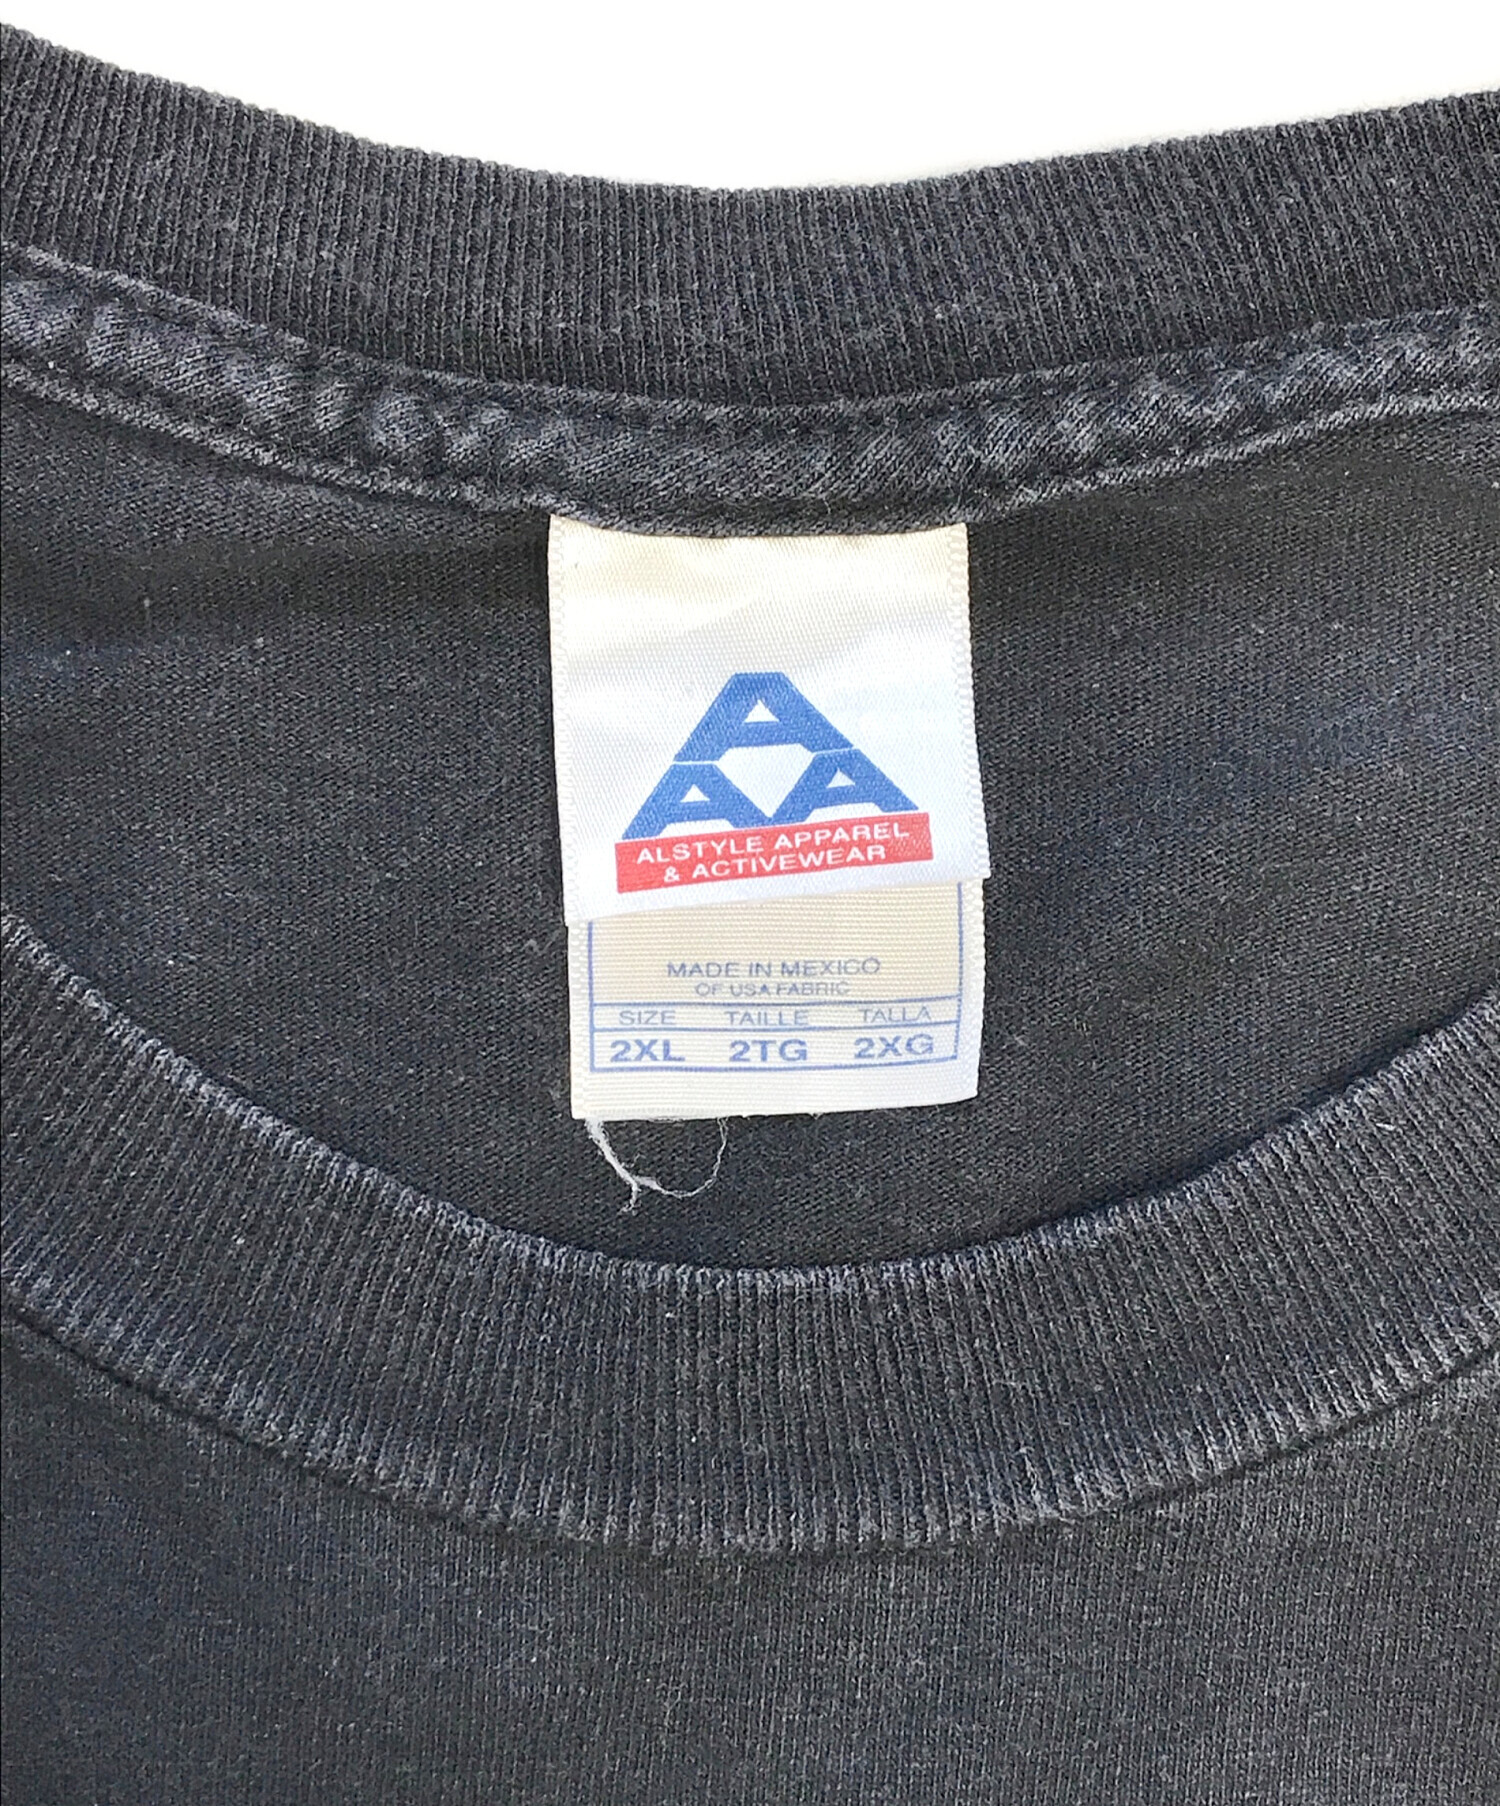 A
A A
ALSTYLE APPAREL
& ACTIVEWEAR
MADE IN MEXICO
OF USA FABRIC
SIZE TAILLE TALLA
2XL 2TG 2XG